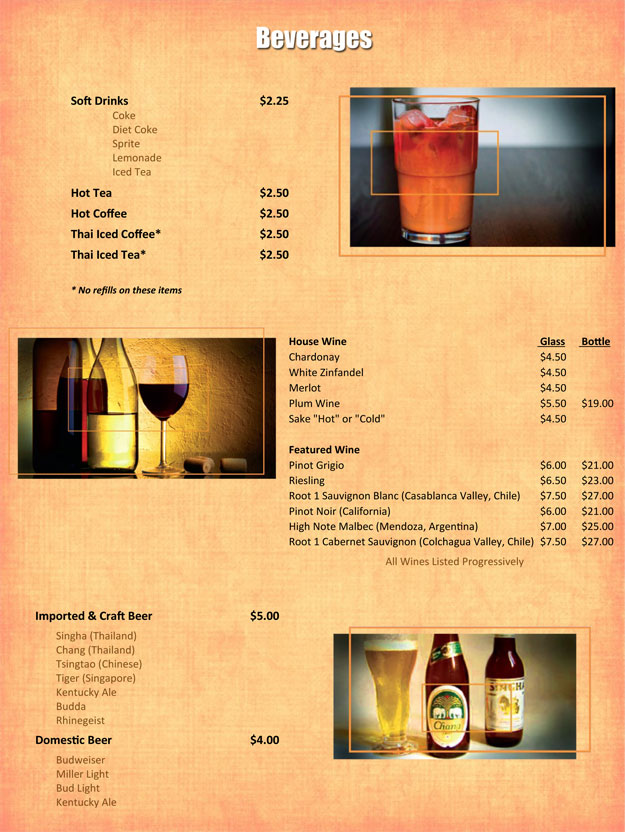 Beverages
Soft Drinks $2.25
Coke
Diet Coke
Sprite
Lemonade
Iced Tea
Hot Tea $2.50
Hot Coffee $2.50
Thai Iced Coffee* $2.50
Thai Iced Tea* $2.50
* No refills on these items
House Wine Glass Bottle
Chardonay $4.50
White Zinfandel $4.50
Merlot $4.50
Plum Wine $5.50 $19.00
Sake "Hot" or "Cold" $4.50
Featured Wine
Pinot Grigio $6.00 $21.00
Riesling $6.50 $23.00
Root 1 Sauvignon Blanc (Casablanca Valley, Chile) $7.50 $27.00
Pinot Noir (California) $6.00 $21.00
High Note Malbec (Mendoza, Argentina) $7.00 $25.00
Root 1 Cabernet Sauvignon (Colchagua Valley, Chile) $7.50 $27.00
All Wines Listed Progressively
Imported & Craft Beer $5.00
Singha (Thailand)
Chang (Thailand)
Tsingtao (Chinese)
Tiger (Singapore)
Kentucky Ale
Budda
Rhinegeist
Domestic Beer $4.00
Budweiser
Miller Light
Bud Light
Kentucky Ale
Chang
SINGHA